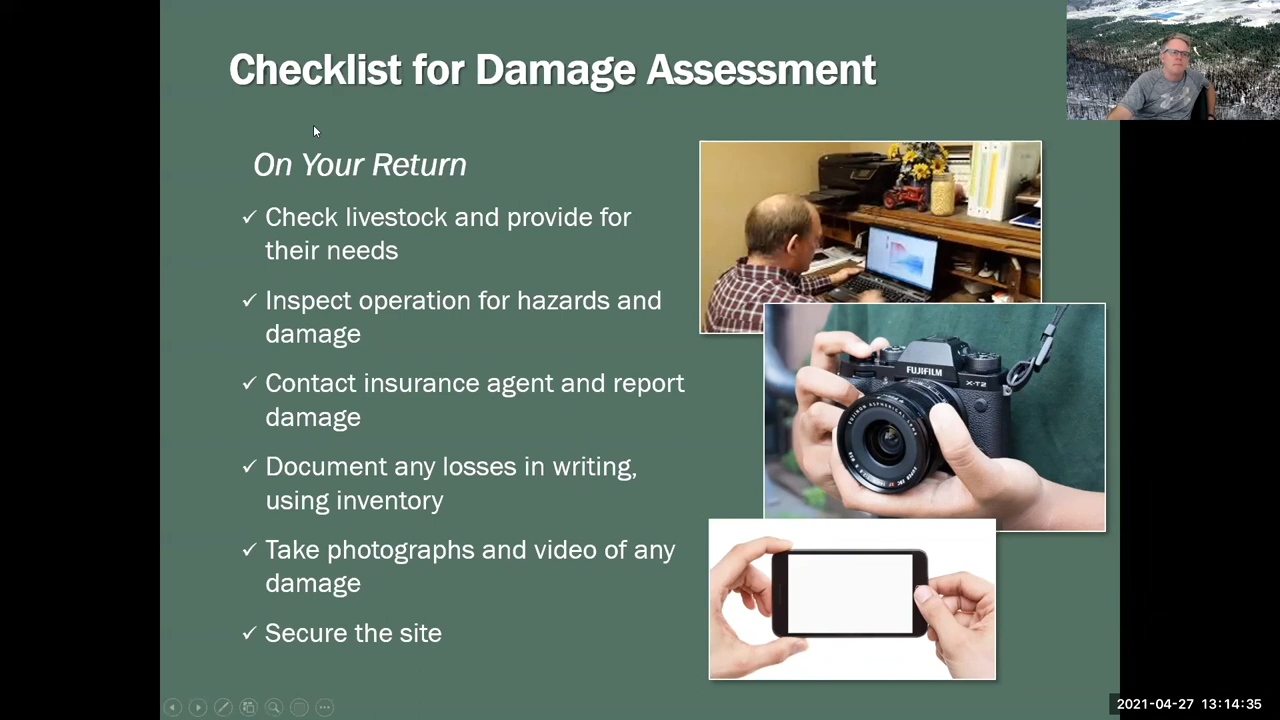 Checklist for Damage Assessment
On Your Return
✓ Check livestock and provide for
their needs
✓ Inspect operation for hazards and
damage
✓ Contact insurance agent and report
damage
✓ Document any losses in writing,
using inventory
✓ Take photographs and video of any
damage
✓ Secure the site
FUJIFILM
X-T2
2021-04-27 13:14:35